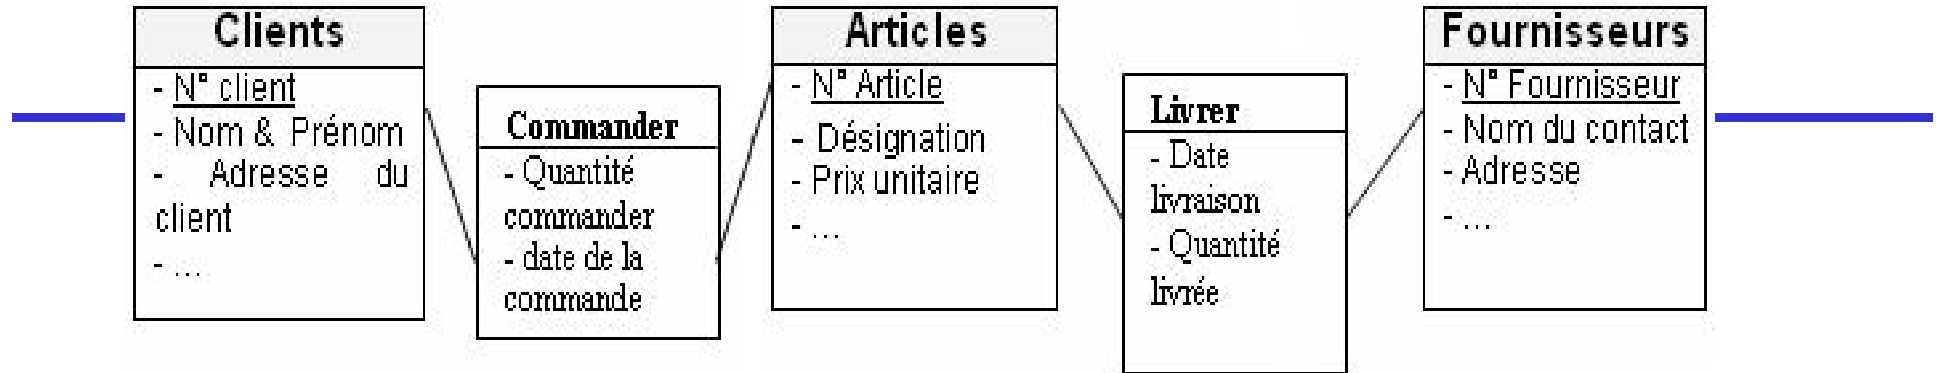 Clients
- N° client
- Nom & Prénom
- Adresse du
client
- ...
Commander
- Quantité
commander
- date de la
commande
Articles
- N° Article
- Désignation
- Prix unitaire
- ...
Livrer
- Date
livraison
- Quantité
livrée
Fournisseurs
- N° Fournisseur
- Nom du contact
- Adresse
- ...